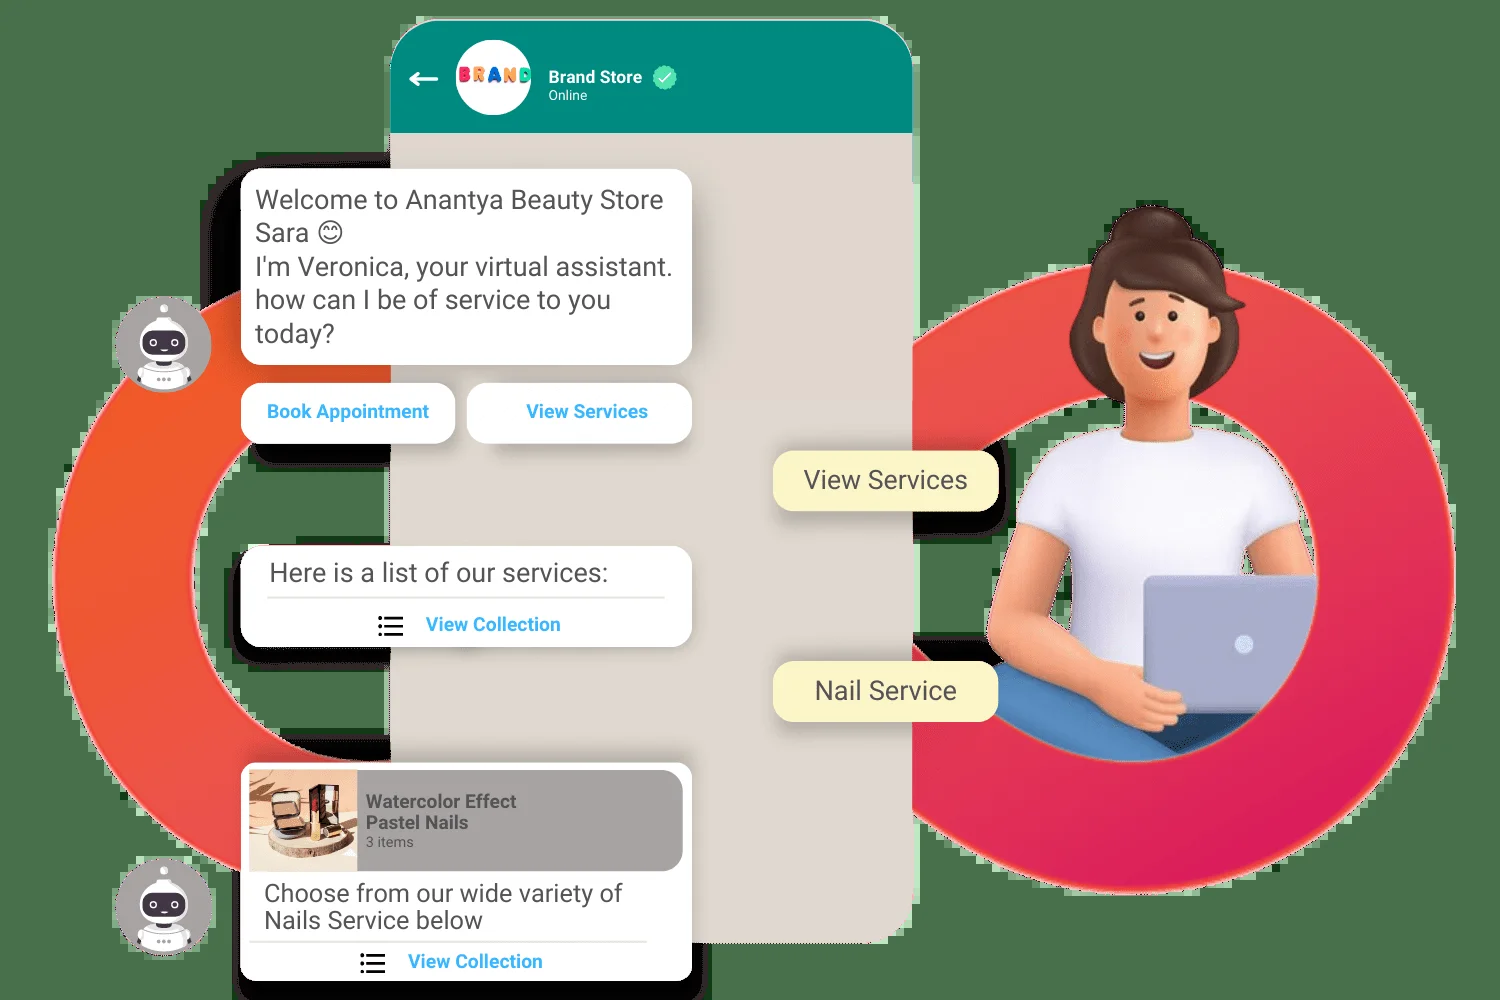 BRAND
Brand Store
Online
Welcome to Anantya Beauty Store
Sara 😊
I'm Veronica, your virtual assistant.
how can I be of service to you
today?
Book Appointment
View Services
View Services
Here is a list of our services:
View Collection
Nail Service
Watercolor Effect
Pastel Nails
3 items
Choose from our wide variety of
Nails Service below
View Collection